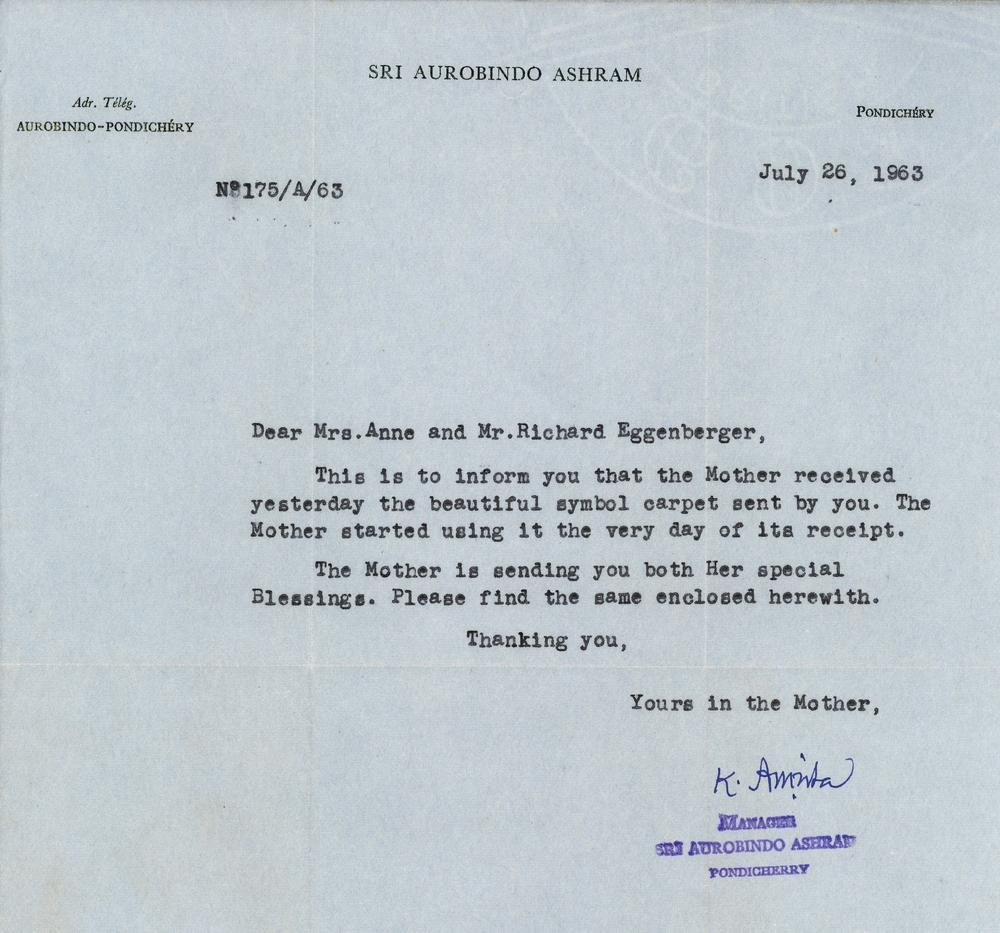 SRI AUROBINDO ASHRAM
Adr. Télég.
AUROBINDO-PONDICHÉRY
PONDICHÉRY
July 26, 1963
Nº175/A/63
Dear Mrs.Anne and Mr.Richard Eggenberger,
This is to inform you that the Mother received
yesterday the beautiful symbol carpet sent by you. The
Mother started using it the very day of its receipt.
The Mother is sending you both Her special
Blessings. Please find the same enclosed herewith.
Thanking you,
Yours in the Mother,
K. Amrita
MANAGER
SRI AUROBINDO ASHRAM
PONDICHERRY